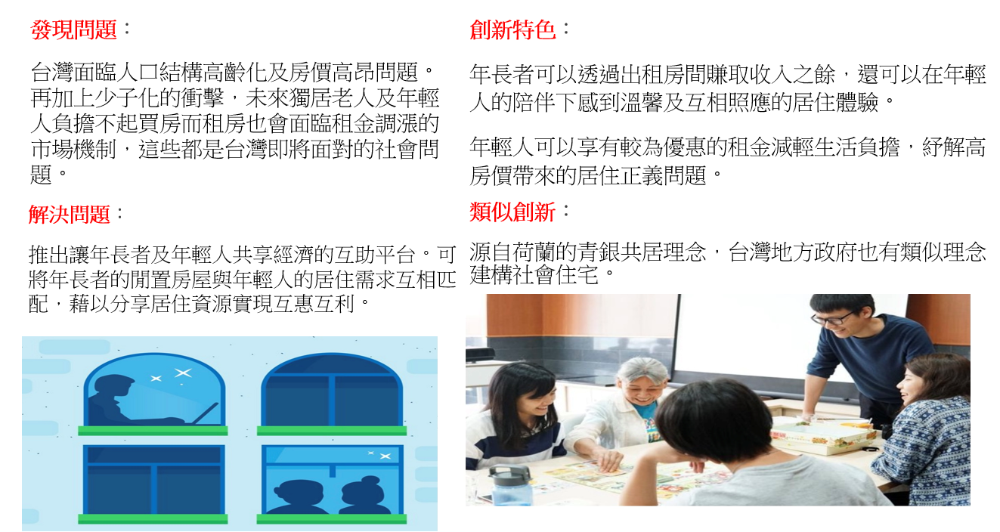 發現問題：
台灣面臨人口結構高齡化及房價高昂問題。
再加上少子化的衝擊，未來獨居老人及年輕
人負擔不起買房而租房也會面臨租金調漲的
市場機制，這些都是台灣即將面對的社會問
題。
解決問題：
推出讓年長者及年輕人共享經濟的互助平台。可
將年長者的閒置房屋與年輕人的居住需求互相匹
配，藉以分享居住資源實現互惠互利。
創新特色：
年長者可以透過出租房間賺取收入之餘，還可以在年輕
人的陪伴下感到溫馨及互相照應的居住體驗。
年輕人可以享有較為優惠的租金減輕生活負擔，紓解高
房價帶來的居住正義問題。
類似創新：
源自荷蘭的青銀共居理念，台灣地方政府也有類似理念
建構社會住宅。